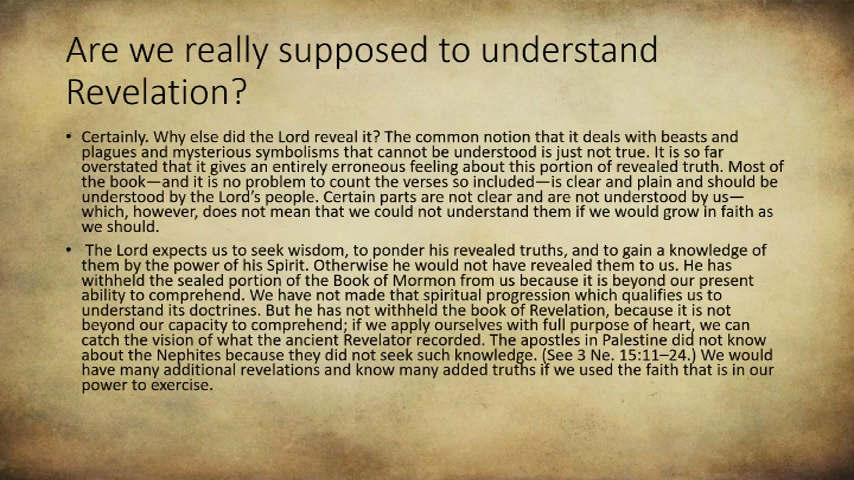 Are we really supposed to understand
Revelation?
• Certainly. Why else did the Lord reveal it? The common notion that it deals with beasts and
plagues and mysterious symbolisms that cannot be understood is just not true. It is so far
overstated that it gives an entirely erroneous feeling about this portion of revealed truth. Most of
the book—and it is no problem to count the verses so included—is clear and plain and should be
understood by the Lord’s people. Certain parts are not clear and are not understood by us—
which, however, does not mean that we could not understand them if we would grow in faith as
we should.
• The Lord expects us to seek wisdom, to ponder his revealed truths, and to gain a knowledge of
them by the power of his Spirit. Otherwise he would not have revealed them to us. He has
withheld the sealed portion of the Book of Mormon from us because it is beyond our present
ability to comprehend. We have not made that spiritual progression which qualifies us to
understand its doctrines. But he has not withheld the book of Revelation, because it is not
beyond our capacity to comprehend; if we apply ourselves with full purpose of heart, we can
catch the vision of what the ancient Revelator recorded. The apostles in Palestine did not know
about the Nephites because they did not seek such knowledge. (See 3 Ne. 15:11–24.) We would
have many additional revelations and know many added truths if we used the faith that is in our
power to exercise.